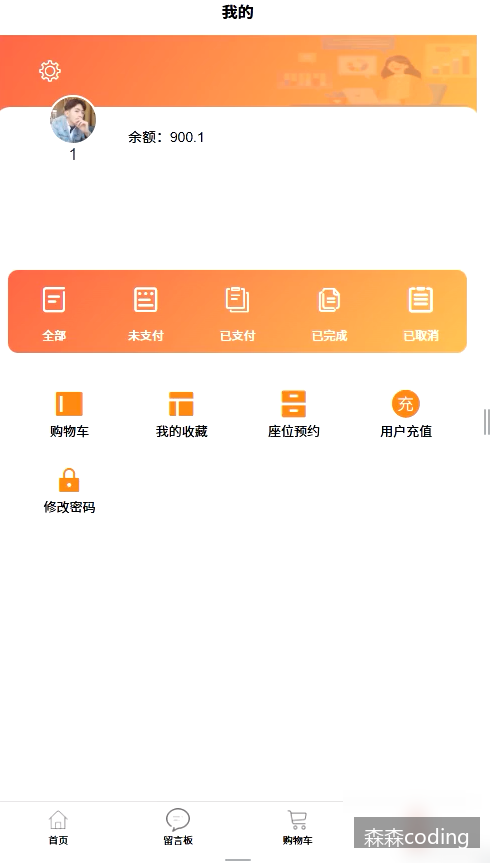 我的
余额：900.1
1
全部 未支付 已支付 已完成 已取消
购物车 我的收藏 座位预约 充 用户充值
修改密码
首页 留言板 购物车
森森coding